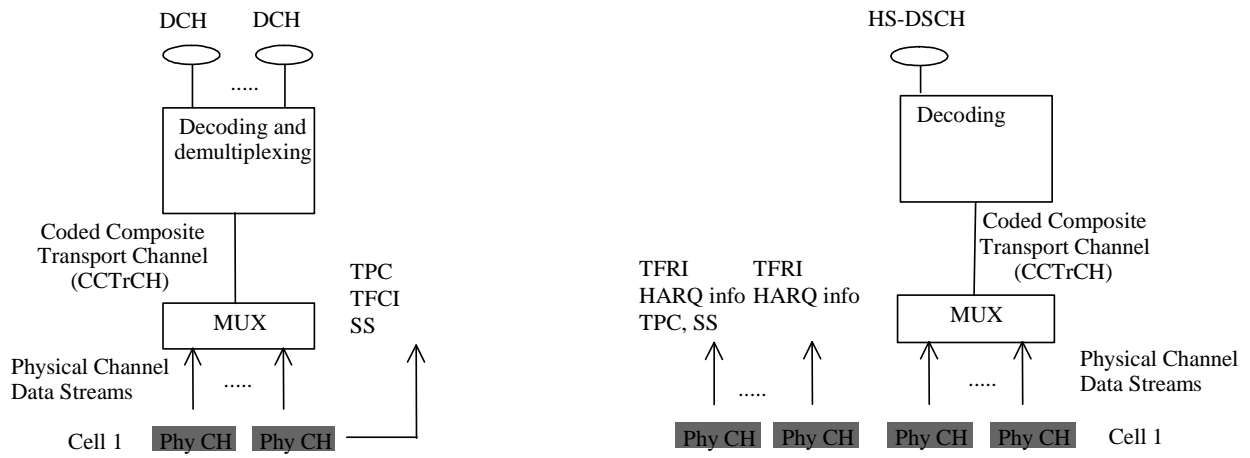 DCH DCH
.....
Decoding and
demultiplexing
Coded Composite
Transport Channel
(CCTrCH)
TPC
TFCI
SS
MUX
Physical Channel
Data Streams
.....
Cell 1 Phy CH Phy CH
HS-DSCH
Decoding
Coded Composite
Transport Channel
(CCTrCH)
TFRI
HARQ info
TPC, SS
TFRI
HARQ info
MUX
Physical Channel
Data Streams
.....
.....
Phy CH Phy CH Phy CH Phy CH Cell 1